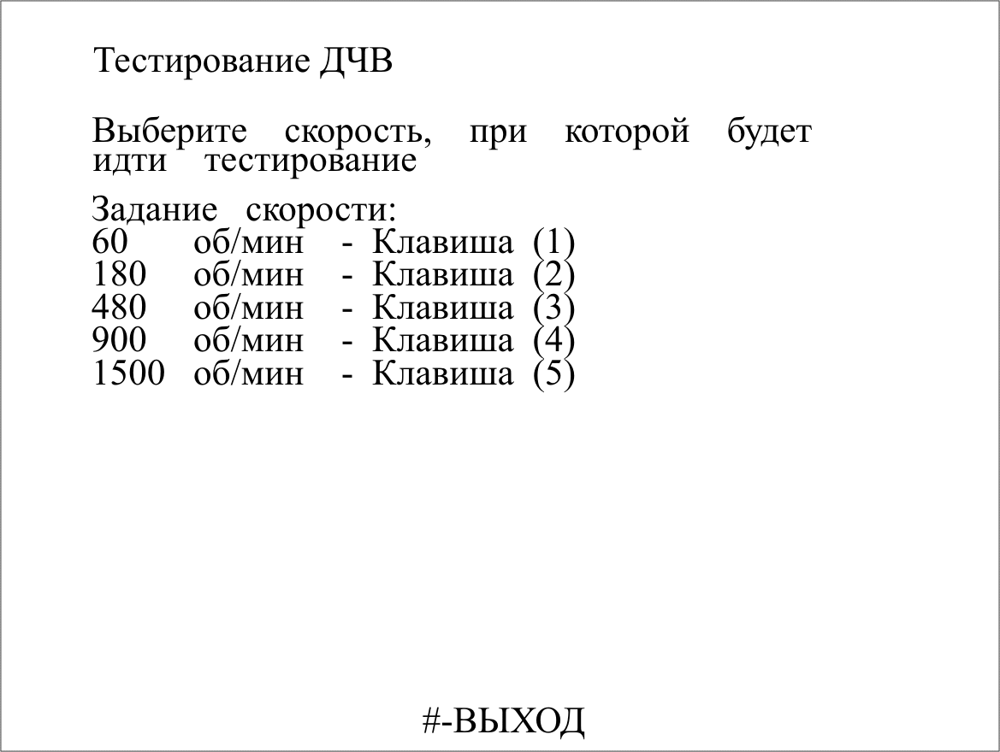 Тестирование ДЧВ
Выберите скорость, при которой будет
идти тестирование
Задание скорости:
60 об/мин - Клавиша (1)
180 об/мин - Клавиша (2)
480 об/мин - Клавиша (3)
900 об/мин - Клавиша (4)
1500 об/мин - Клавиша (5)
#-ВЫХОД